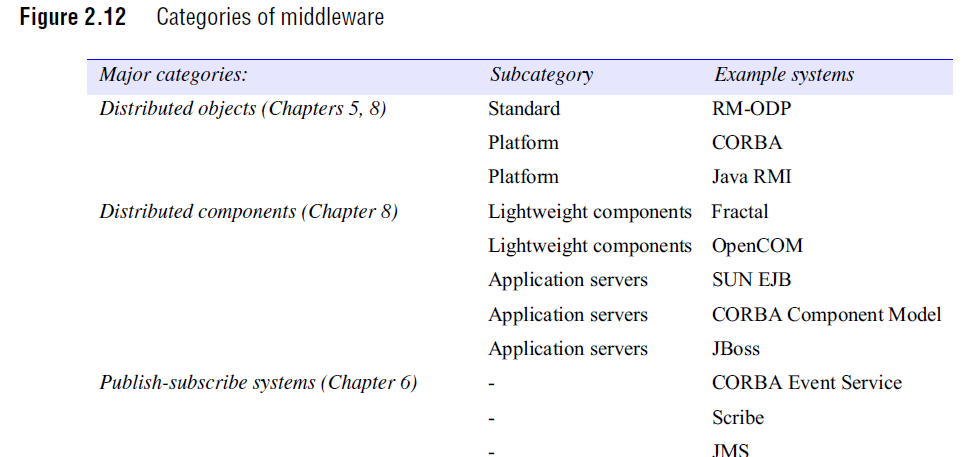 Figure 2.12 Categories of middleware
Major categories: Subcategory Example systems
Distributed objects (Chapters 5, 8) Standard RM-ODP
Platform CORBA
Platform Java RMI
Distributed components (Chapter 8) Lightweight components Fractal
Lightweight components OpenCOM
Application servers SUN EJB
Application servers CORBA Component Model
Application servers JBoss
Publish-subscribe systems (Chapter 6) - CORBA Event Service
- Scribe
- JMS